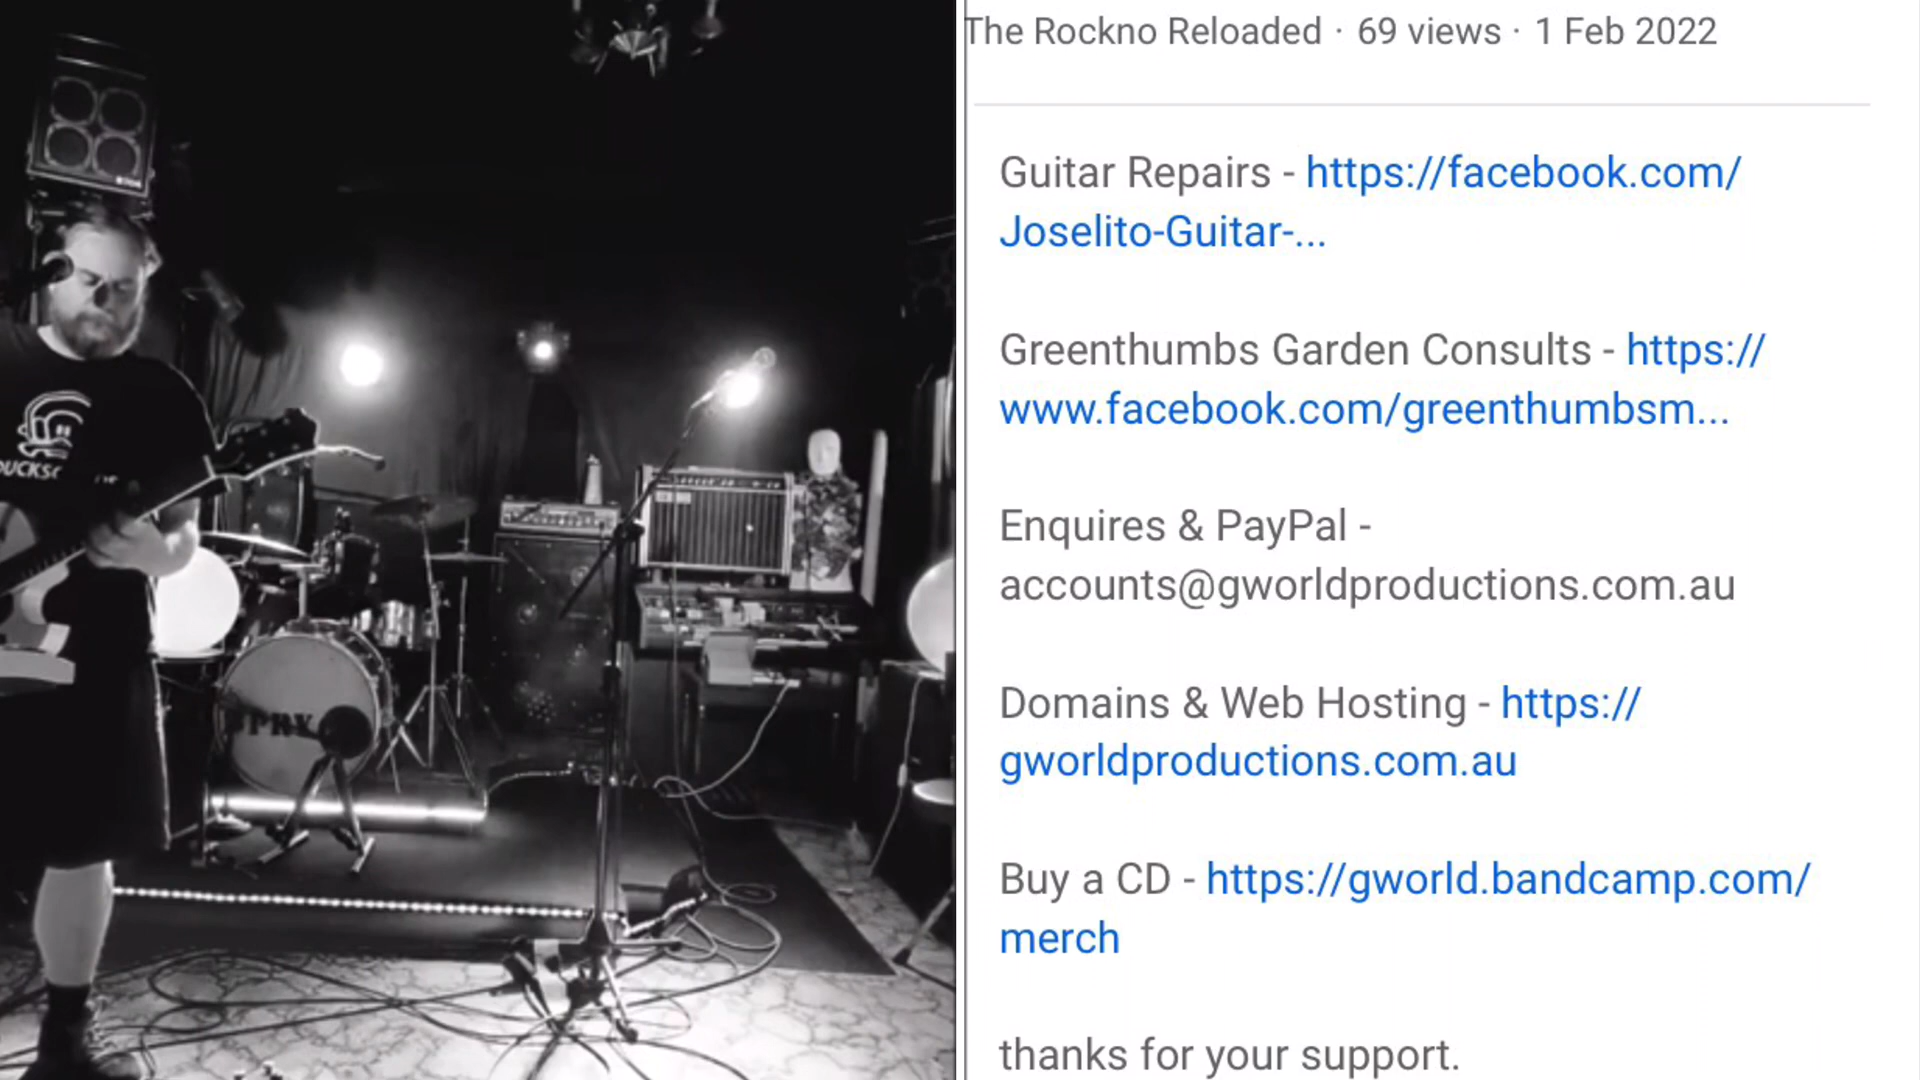 The Rockno Reloaded · 69 views · 1 Feb 2022
Guitar Repairs - https://facebook.com/
Joselito-Guitar-...
Greenthumbs Garden Consults - https://
www.facebook.com/greenthumbsm...
Enquires & PayPal -
accounts@gworldproductions.com.au
Domains & Web Hosting - https://
gworldproductions.com.au
Buy a CD - https://gworld.bandcamp.com/
merch
thanks for your support.